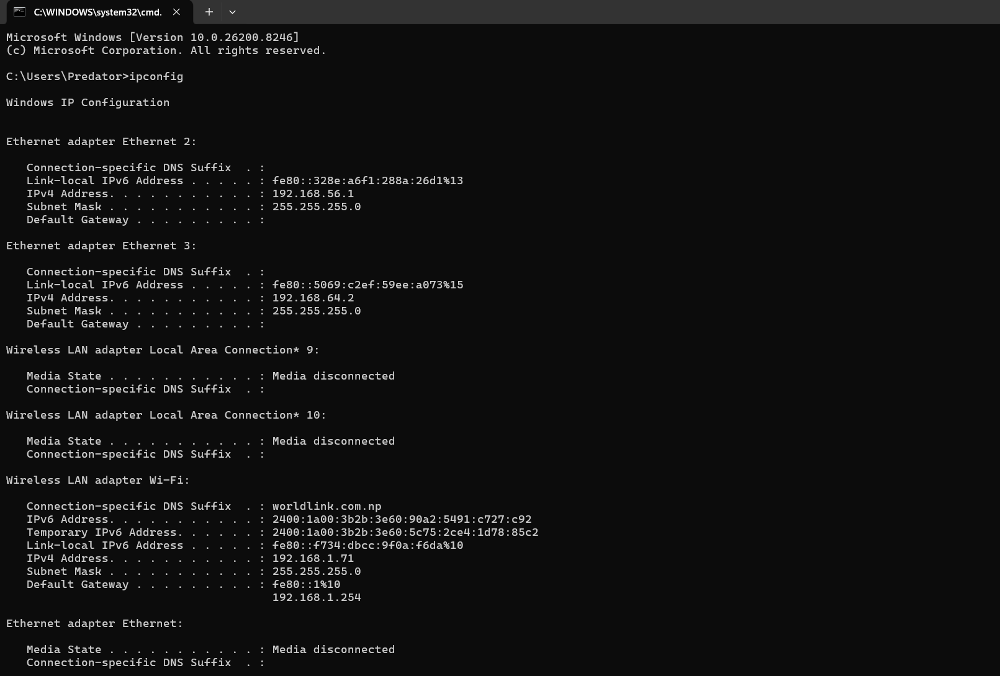 C:\WINDOWS\system32\cmd.
Microsoft Windows [Version 10.0.26200.8246]
(c) Microsoft Corporation. All rights reserved.
C:\Users\Predator>ipconfig
Windows IP Configuration
Ethernet adapter Ethernet 2:
   Connection-specific DNS Suffix  . :
   Link-local IPv6 Address . . . . . : fe80::328e:a6f1:288a:26d1%13
   IPv4 Address. . . . . . . . . . . : 192.168.56.1
   Subnet Mask . . . . . . . . . . . : 255.255.255.0
   Default Gateway . . . . . . . . . :
Ethernet adapter Ethernet 3:
   Connection-specific DNS Suffix  . :
   Link-local IPv6 Address . . . . . : fe80::5069:c2ef:59ee:a073%15
   IPv4 Address. . . . . . . . . . . : 192.168.64.2
   Subnet Mask . . . . . . . . . . . : 255.255.255.0
   Default Gateway . . . . . . . . . :
Wireless LAN adapter Local Area Connection* 9:
   Media State . . . . . . . . . . . : Media disconnected
   Connection-specific DNS Suffix  . :
Wireless LAN adapter Local Area Connection* 10:
   Media State . . . . . . . . . . . : Media disconnected
   Connection-specific DNS Suffix  . :
Wireless LAN adapter Wi-Fi:
   Connection-specific DNS Suffix  . : worldlink.com.np
   IPv6 Address. . . . . . . . . . . : 2400:1a00:3b2b:3e60:90a2:5491:c727:c92
   Temporary IPv6 Address. . . . . . : 2400:1a00:3b2b:3e60:5c75:2ce4:1d78:85c2
   Link-local IPv6 Address . . . . . : fe80::f734:dbcc:9f0a:f6da%10
   IPv4 Address. . . . . . . . . . . : 192.168.1.71
   Subnet Mask . . . . . . . . . . . : 255.255.255.0
   Default Gateway . . . . . . . . . : fe80::1%10
                                       192.168.1.254
Ethernet adapter Ethernet:
   Media State . . . . . . . . . . . : Media disconnected
   Connection-specific DNS Suffix  . :